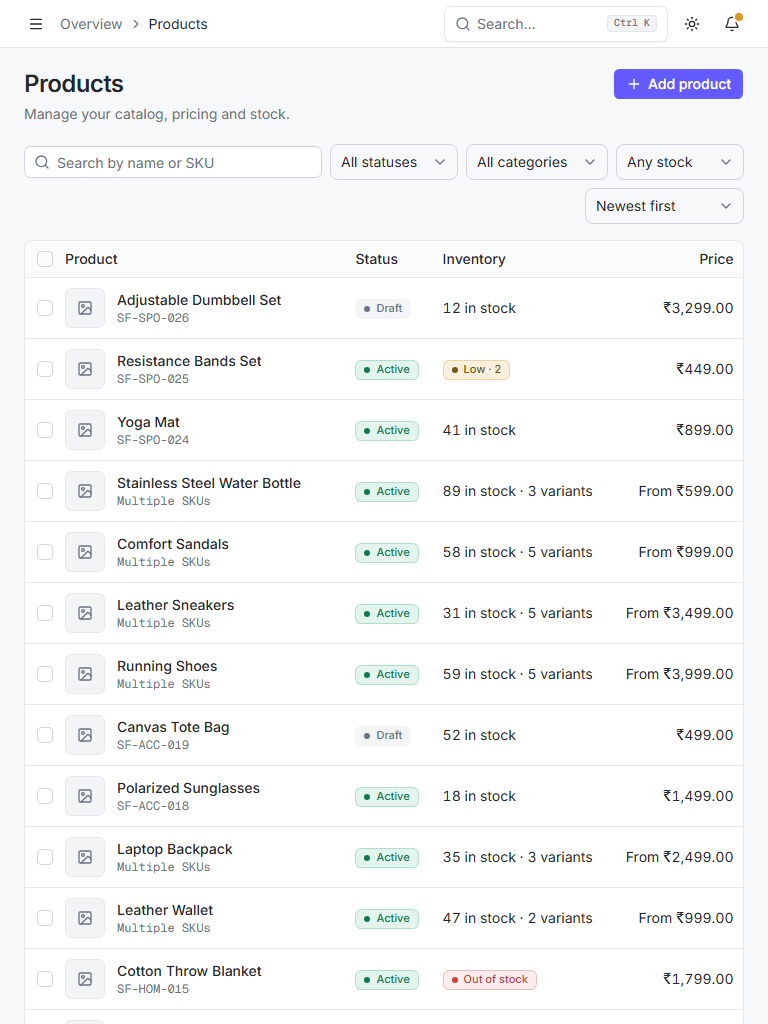 Overview > Products
Search...
Ctrl K
Products
Add product
Manage your catalog, pricing and stock.
Search by name or SKU
All statuses
All categories
Any stock
Newest first
Product Status Inventory Price
Adjustable Dumbbell Set
SF-SPO-026
Draft
12 in stock
₹3,299.00
Resistance Bands Set
SF-SPO-025
Active
Low · 2
₹449.00
Yoga Mat
SF-SPO-024
Active
41 in stock
₹899.00
Stainless Steel Water Bottle
Multiple SKUs
Active
89 in stock · 3 variants
From ₹599.00
Comfort Sandals
Multiple SKUs
Active
58 in stock · 5 variants
From ₹999.00
Leather Sneakers
Multiple SKUs
Active
31 in stock · 5 variants
From ₹3,499.00
Running Shoes
Multiple SKUs
Active
59 in stock · 5 variants
From ₹3,999.00
Canvas Tote Bag
SF-ACC-019
Draft
52 in stock
₹499.00
Polarized Sunglasses
SF-ACC-018
Active
18 in stock
₹1,499.00
Laptop Backpack
Multiple SKUs
Active
35 in stock · 3 variants
From ₹2,499.00
Leather Wallet
Multiple SKUs
Active
47 in stock · 2 variants
From ₹999.00
Cotton Throw Blanket
SF-HOM-015
Active
Out of stock
₹1,799.00